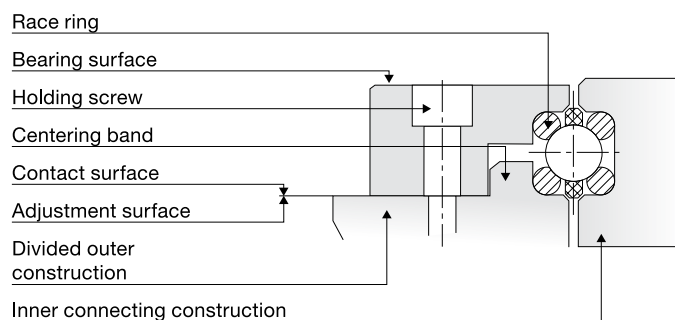 Race ring
Bearing surface
Holding screw
Centering band
Contact surface
Adjustment surface
Divided outer
construction
Inner connecting construction